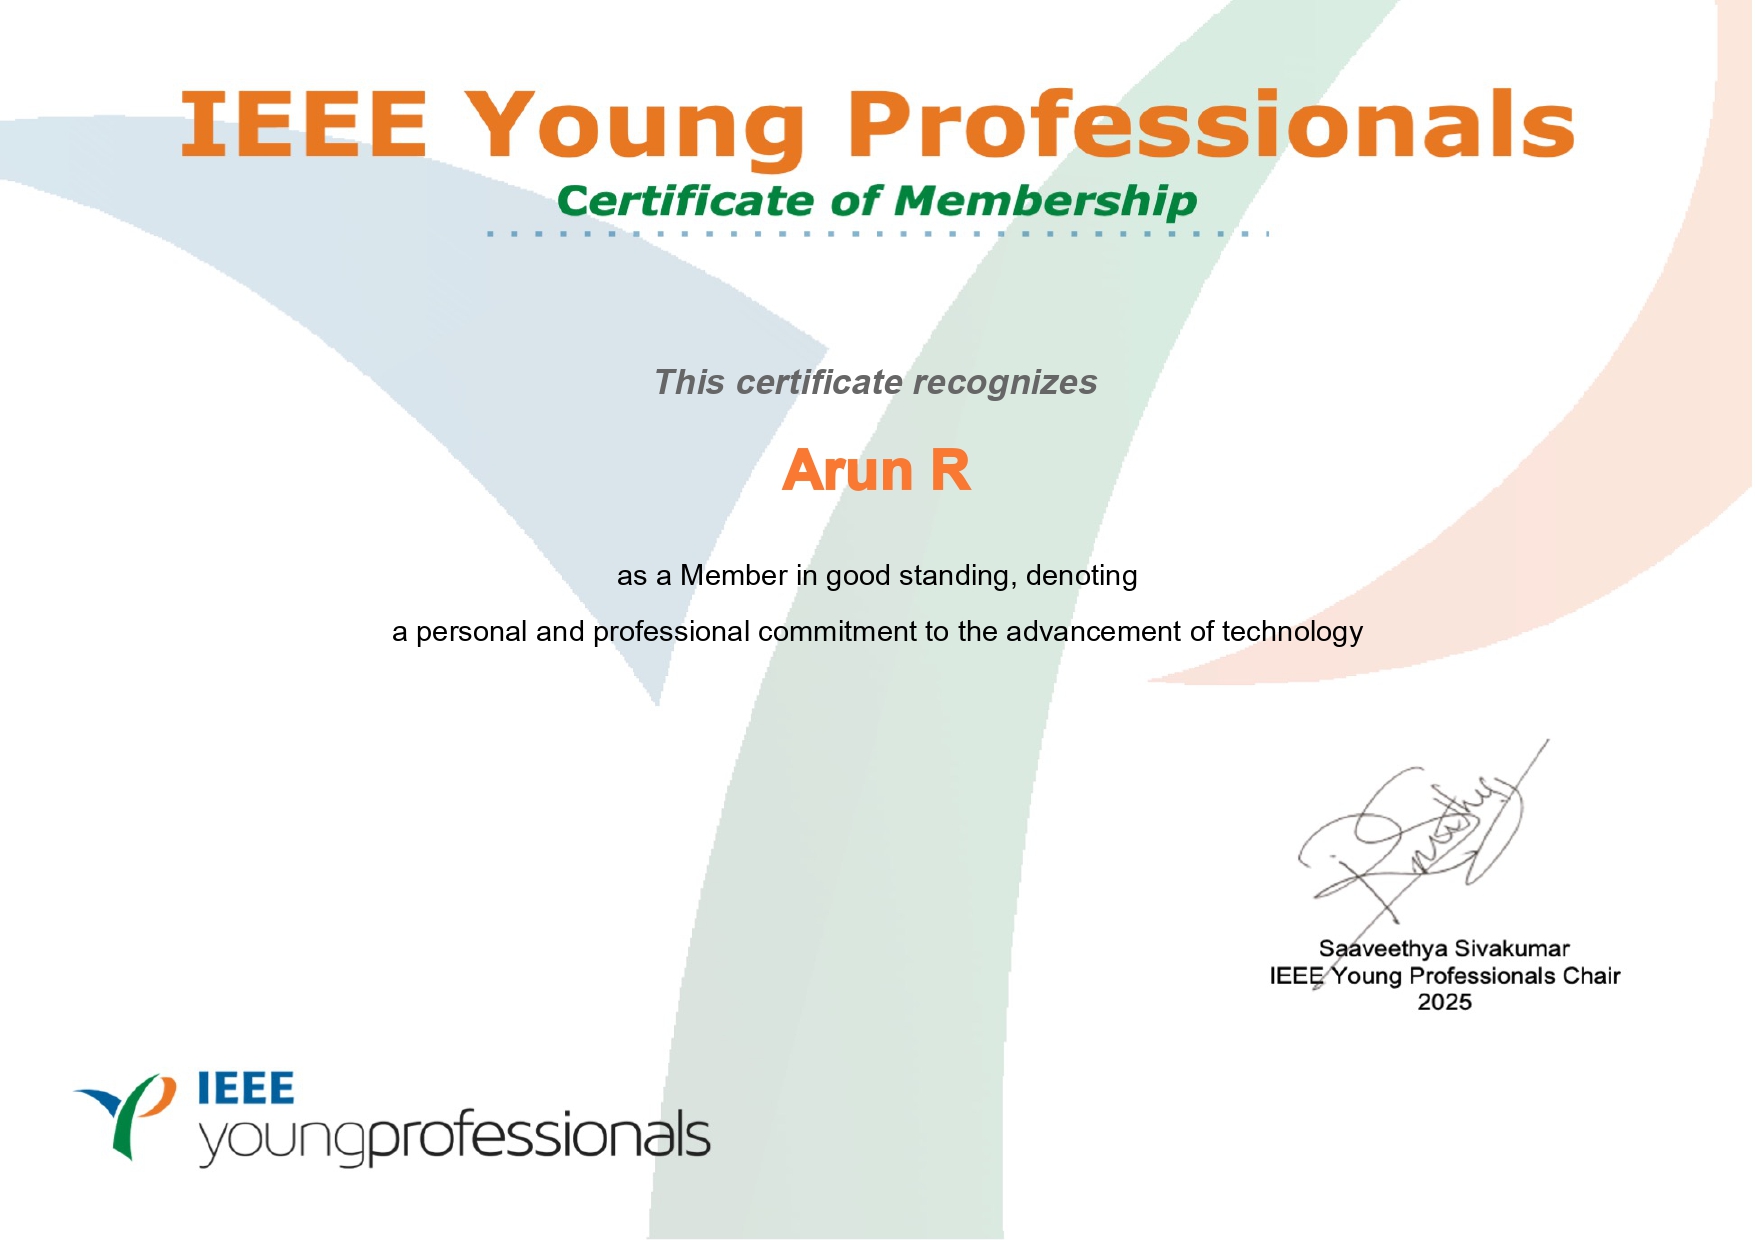 IEEE Young Professionals
Certificate of Membership
This certificate recognizes
Arun R
as a Member in good standing, denoting
a personal and professional commitment to the advancement of technology
Saaveethya Sivakumar
IEEE Young Professionals Chair
2025
IEEE
youngprofessionals